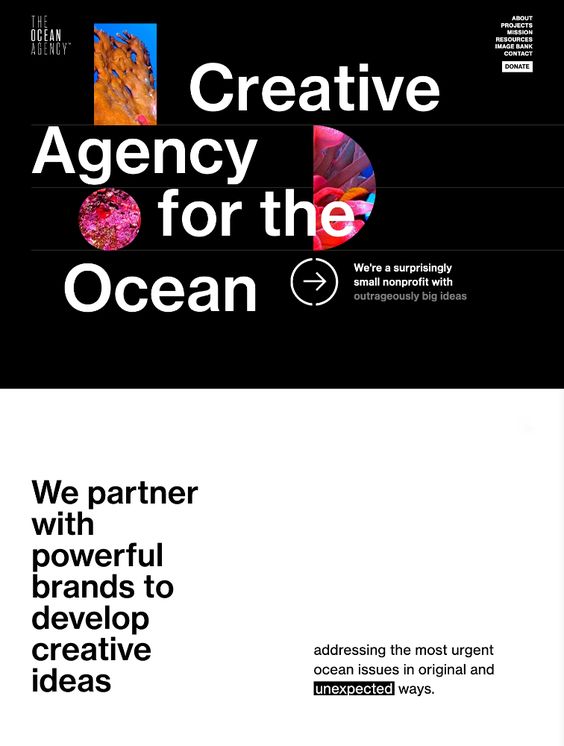 THE
OCEAN
AGENCY™
ABOUT
PROJECTS
MISSION
RESOURCES
IMAGE BANK
CONTACT
DONATE
Creative
Agency
for the
Ocean
We're a surprisingly
small nonprofit with
outrageously big ideas
We partner
with
powerful
brands to
develop
creative
ideas
addressing the most urgent
ocean issues in original and
unexpected ways.